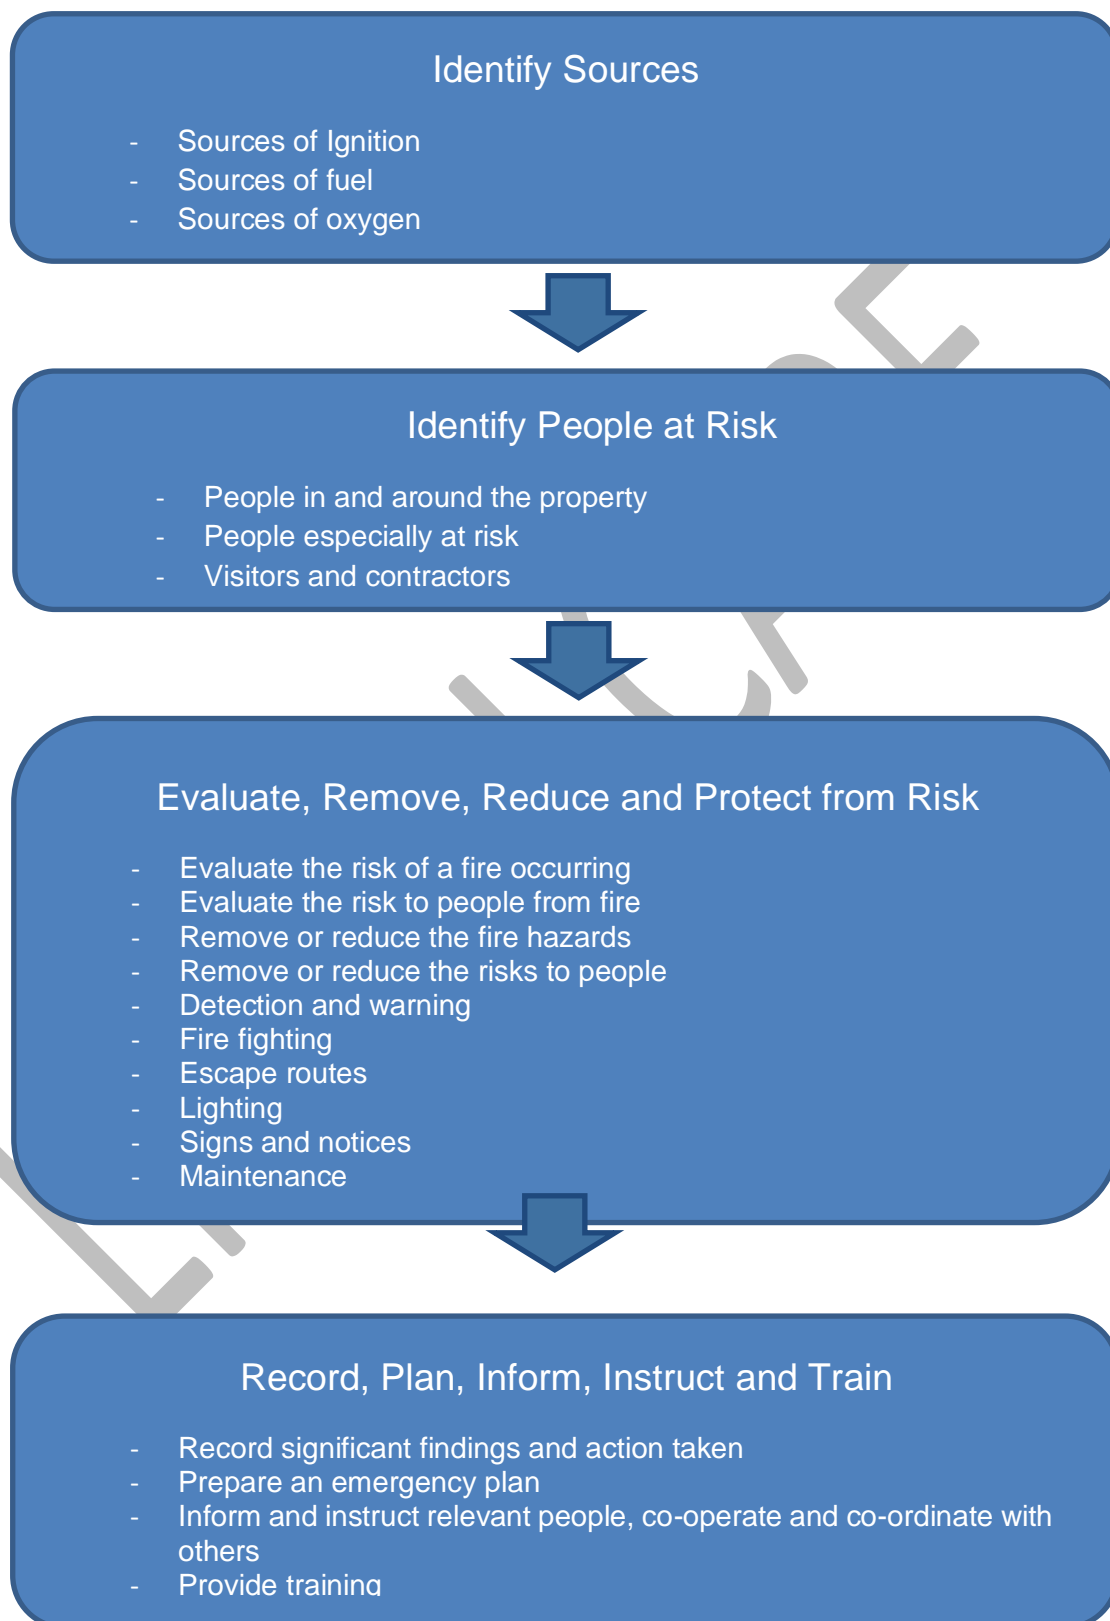 Identify Sources
- Sources of Ignition
- Sources of fuel
- Sources of oxygen
Identify People at Risk
- People in and around the property
- People especially at risk
- Visitors and contractors
Evaluate, Remove, Reduce and Protect from Risk
- Evaluate the risk of a fire occurring
- Evaluate the risk to people from fire
- Remove or reduce the fire hazards
- Remove or reduce the risks to people
- Detection and warning
- Fire fighting
- Escape routes
- Lighting
- Signs and notices
- Maintenance
Record, Plan, Inform, Instruct and Train
- Record significant findings and action taken
- Prepare an emergency plan
- Inform and instruct relevant people, co-operate and co-ordinate with
others
- Provide training